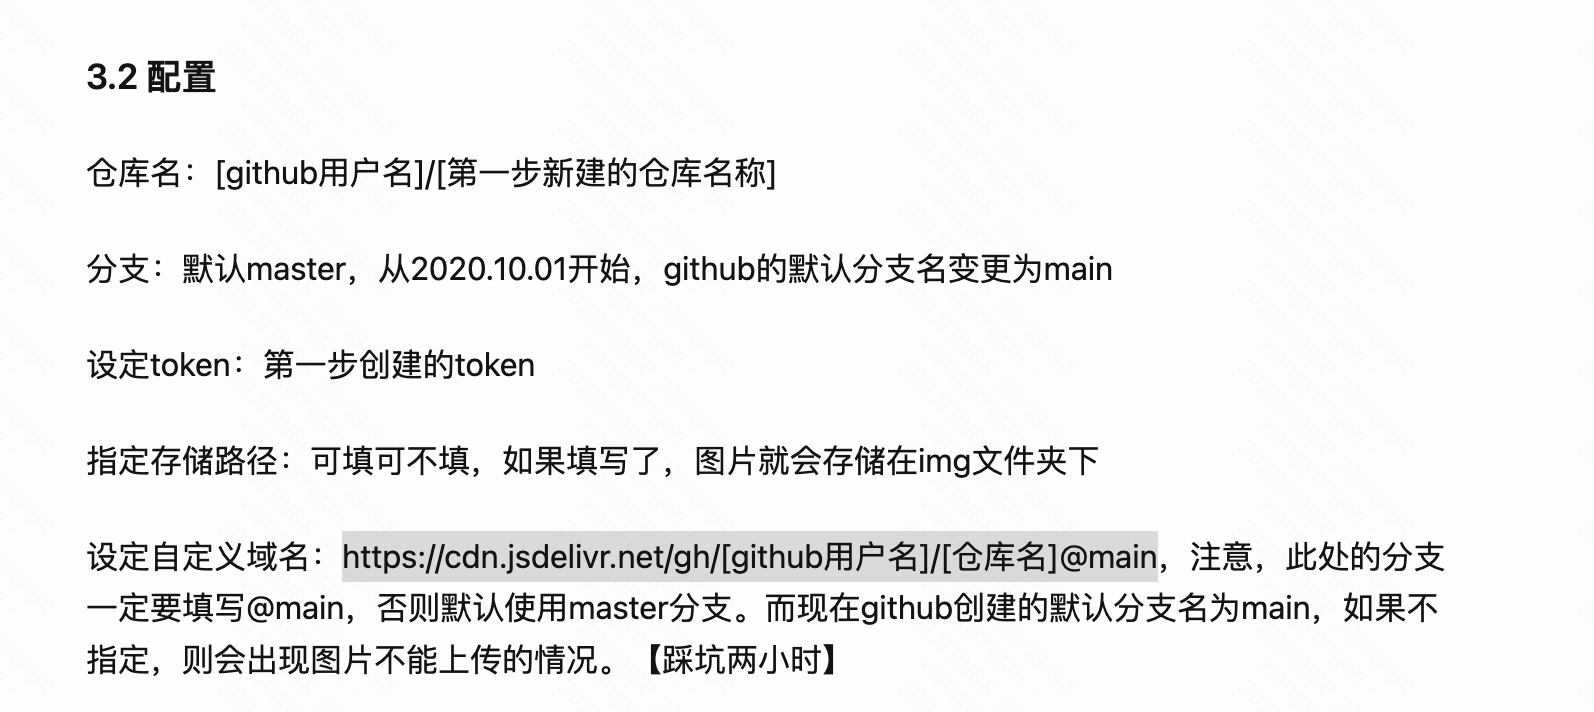 3.2 配置
仓库名：[github用户名]/[第一步新建的仓库名称]
分支：默认master，从2020.10.01开始，github的默认分支名变更为main
设定token：第一步创建的token
指定存储路径：可填可不填，如果填写了，图片就会存储在img文件夹下
设定自定义域名：https://cdn.jsdelivr.net/gh/[github用户名]/[仓库名]@main，注意，此处的分支
一定要填写@main，否则默认使用master分支。而现在github创建的默认分支名为main，如果不
指定，则会出现图片不能上传的情况。【踩坑两小时】